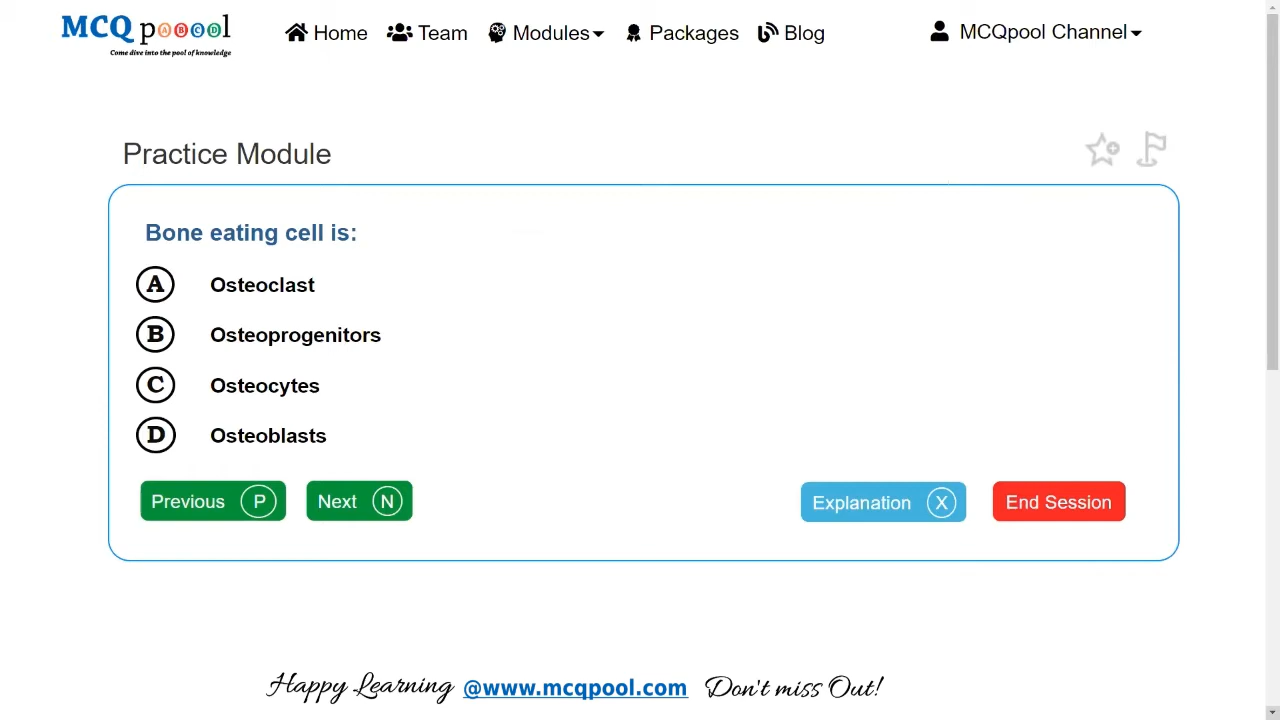 MCQ pooool
A B C D
Come dive into the pool of knowledge
Home Team Modules Packages Blog MCQpool Channel
Practice Module
Bone eating cell is:
A Osteoclast
B Osteoprogenitors
C Osteocytes
D Osteoblasts
Previous P Next N Explanation X End Session
Happy Learning @www.mcqpool.com Don't miss Out!